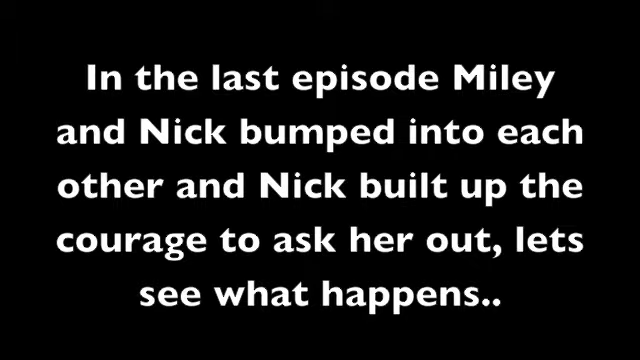 In the last episode Miley
and Nick bumped into each
other and Nick built up the
courage to ask her out, lets
see what happens..